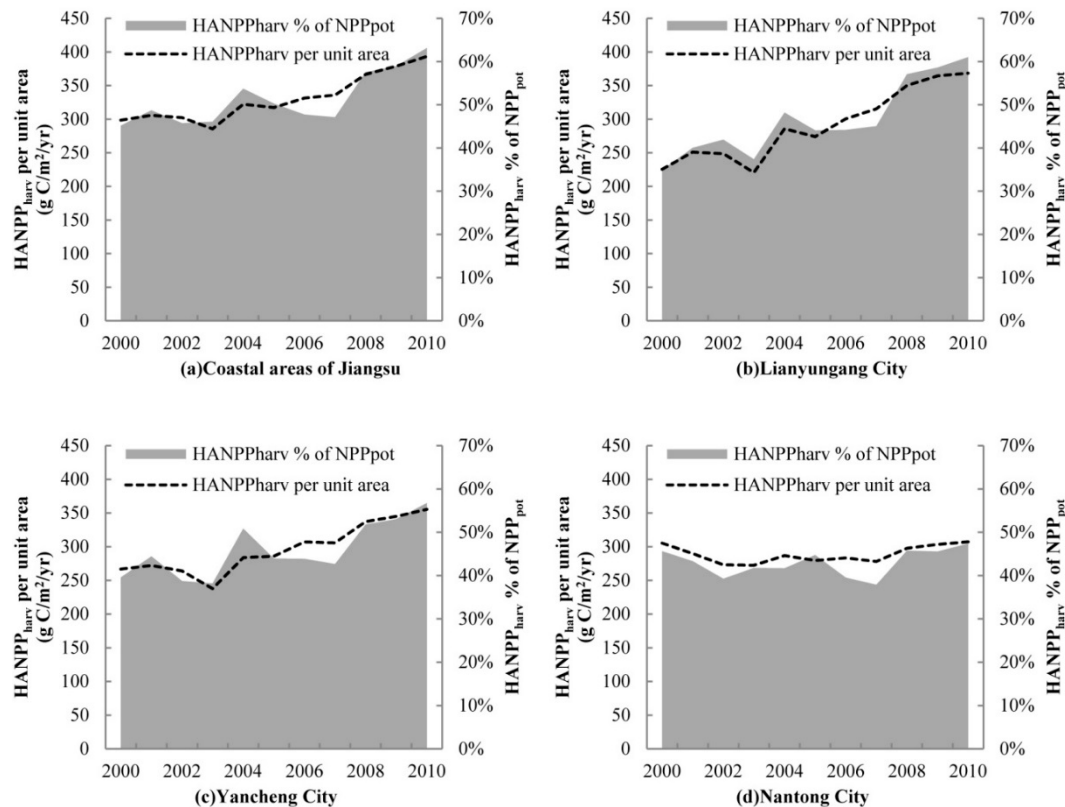 HANPPharv per unit area
(g C/m²/yr)
450
400
350
300
250
200
150
100
50
0
HANPPharv % of NPPpot
HANPPharv per unit area
70%
60%
50%
40%
30%
20%
10%
0%
HANPPharv % of NPPpot
2000 2002 2004 2006 2008 2010
(a)Coastal areas of Jiangsu
HANPPharv per unit area
(g C/m²/yr)
450
400
350
300
250
200
150
100
50
0
HANPPharv % of NPPpot
HANPPharv per unit area
70%
60%
50%
40%
30%
20%
10%
0%
HANPPharv % of NPPpot
2000 2002 2004 2006 2008 2010
(b)Lianyungang City
HANPPharv per unit area
(g C/m²/yr)
450
400
350
300
250
200
150
100
50
0
HANPPharv % of NPPpot
HANPPharv per unit area
70%
60%
50%
40%
30%
20%
10%
0%
HANPPharv % of NPPpot
2000 2002 2004 2006 2008 2010
(c)Yancheng City
HANPPharv per unit area
(g C/m²/yr)
450
400
350
300
250
200
150
100
50
0
HANPPharv % of NPPpot
HANPPharv per unit area
70%
60%
50%
40%
30%
20%
10%
0%
HANPPharv % of NPPpot
2000 2002 2004 2006 2008 2010
(d)Nantong City